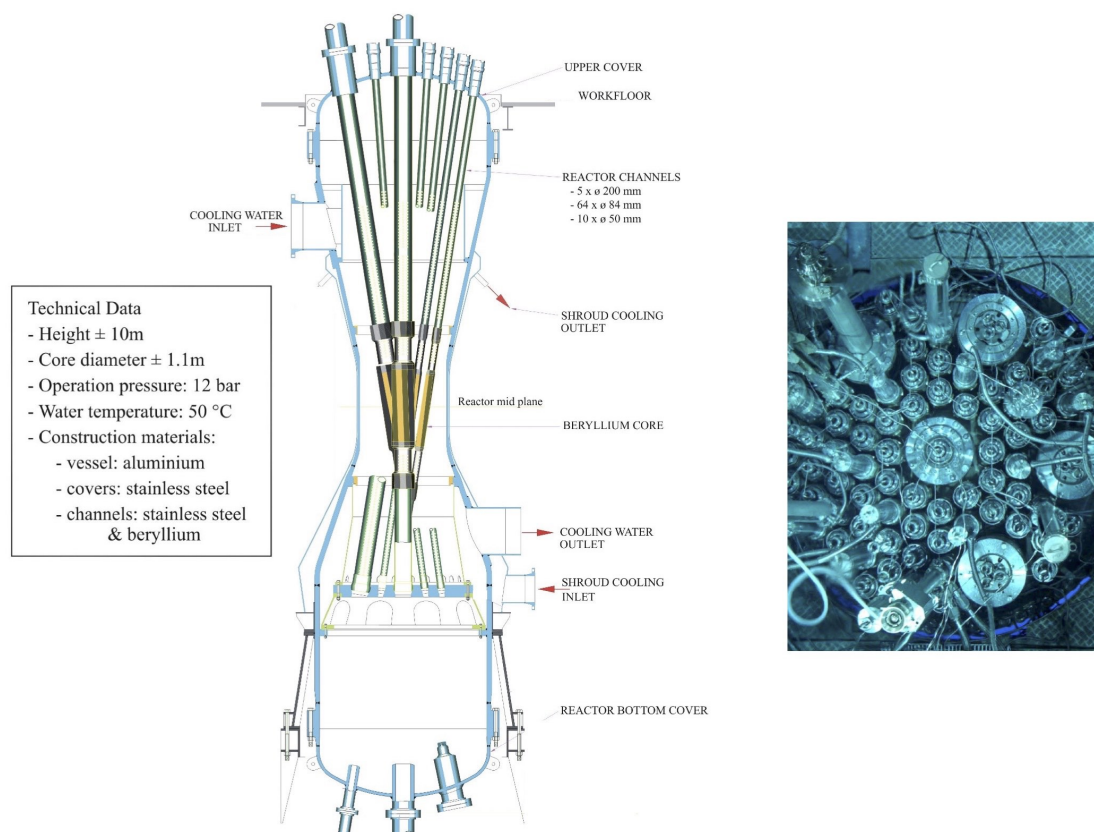 UPPER COVER
WORKFLOOR
REACTOR CHANNELS
- 5 x ø 200 mm
- 64 x ø 84 mm
- 10 x ø 50 mm
COOLING WATER
INLET
SHROUD COOLING
OUTLET
Technical Data
- Height ± 10m
- Core diameter ± 1.1m
- Operation pressure: 12 bar
- Water temperature: 50 °C
- Construction materials:
- vessel: aluminium
- covers: stainless steel
- channels: stainless steel
& beryllium
Reactor mid plane
BERYLLIUM CORE
COOLING WATER
OUTLET
SHROUD COOLING
INLET
REACTOR BOTTOM COVER